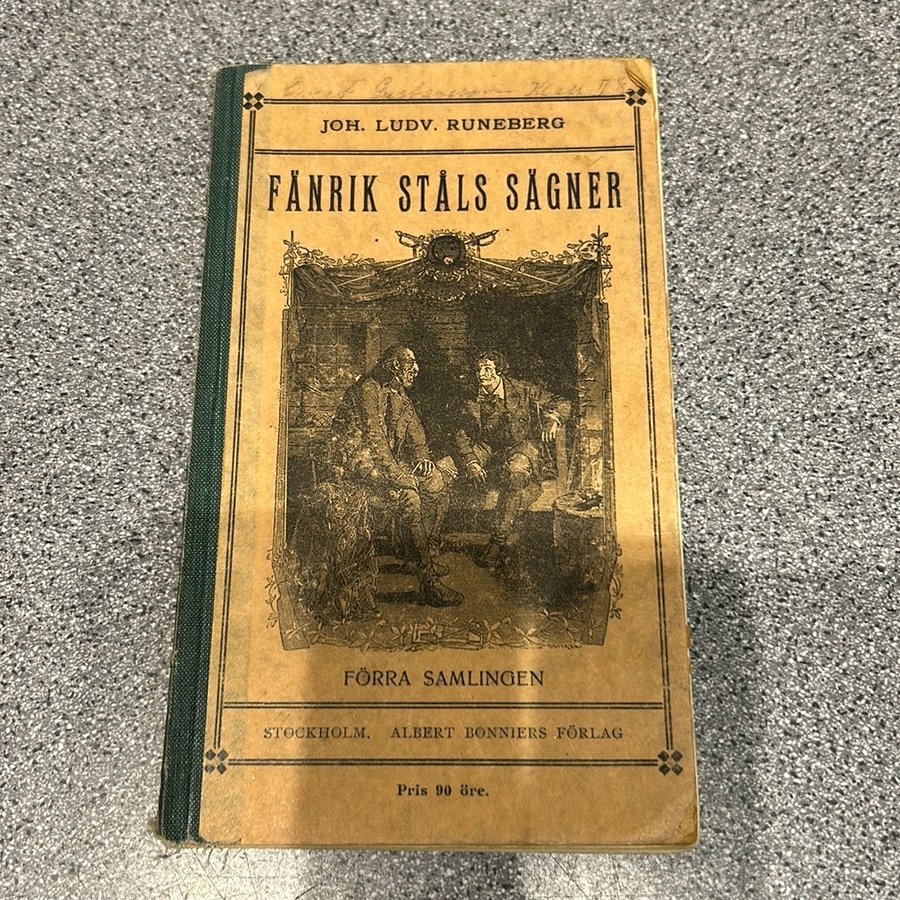 JOH. LUDV. RUNEBERG
FÄNRIK STÅLS SÄGNER
FÖRRA SAMLINGEN
STOCKHOLM. ALBERT BONNIERS FÖRLAG
Pris 90 öre.